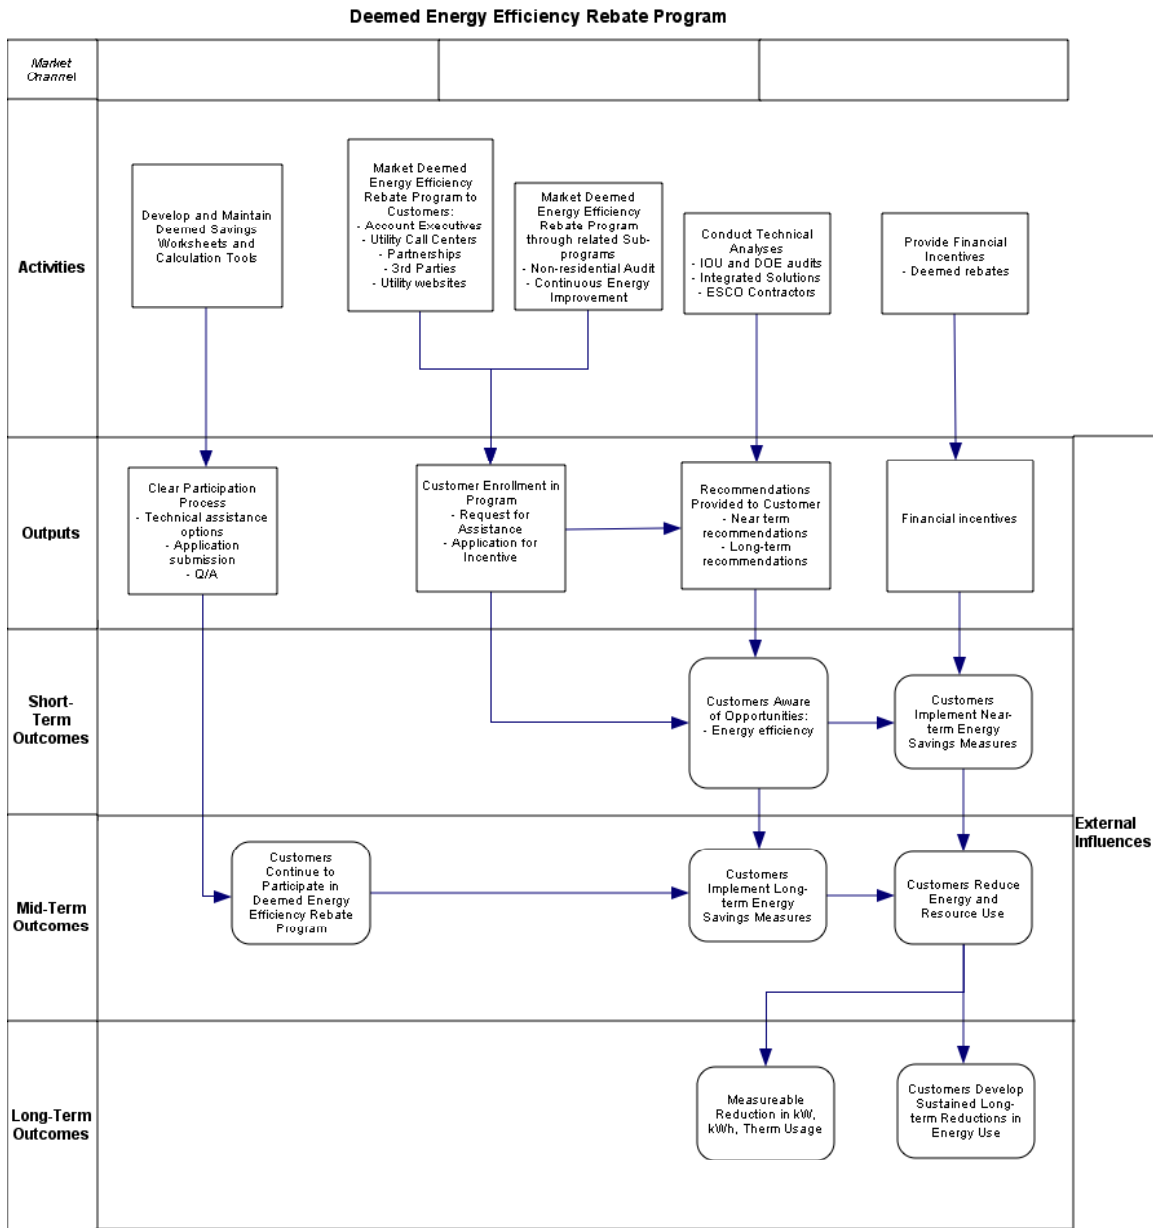 Deemed Energy Efficiency Rebate Program
Market
Channel
Activities
Develop and Maintain
Deemed Savings
Worksheets and
Calculation Tools
Market Deemed
Energy Efficiency
Rebate Program to
Customers:
- Account Executives
- Utility Call Centers
- Partnerships
- 3rd Parties
- Utility websites
Market Deemed
Energy Efficiency
Rebate Program
through related Sub-
programs
- Non-residential Audit
- Continuous Energy
Improvement
Conduct Technical
Analyses
- IOU and DOE audits
- Integrated Solutions
- ESCO Contractors
Provide Financial
Incentives
- Deemed rebates
Outputs
Clear Participation
Process
- Technical assistance
options
- Application
submission
- Q/A
Customer Enrollment in
Program
- Request for
Assistance
- Application for
Incentive
Recommendations
Provided to Customer
- Near term
recommendations
- Long-term
recommendations
Financial incentives
Short-
Term
Outcomes
Customers Aware
of Opportunities:
- Energy efficiency
Customers
Implement Near-
term Energy
Savings Measures
External
Influences
Mid-Term
Outcomes
Customers
Continue to
Participate in
Deemed Energy
Efficiency Rebate
Program
Customers
Implement Long-
term Energy
Savings Measures
Customers Reduce
Energy and
Resource Use
Long-Term
Outcomes
Measureable
Reduction in kW,
kWh, Therm Usage
Customers Develop
Sustained Long-
term Reductions in
Energy Use